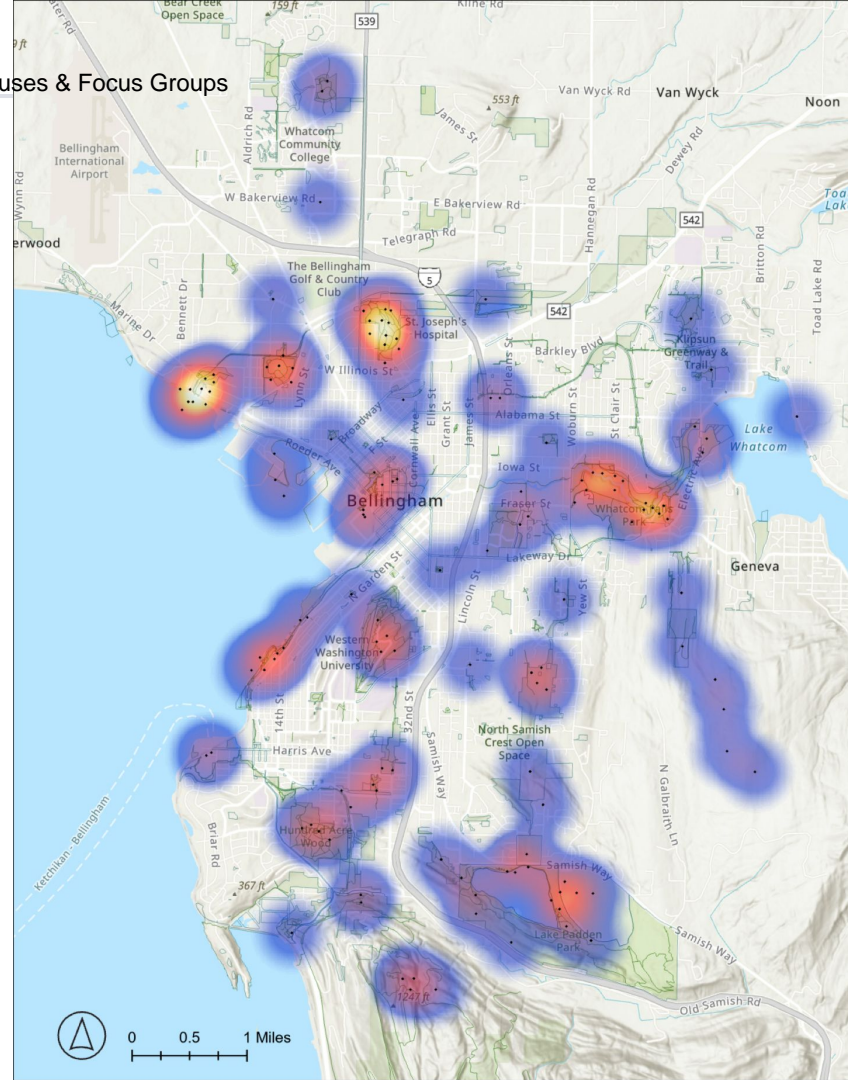 Bear Creek
Open Space
159 ft
539
Kline Rd
uses & Focus Groups
Aldrich Rd
553 ft
Van Wyck Rd
Van Wyck
Noon
James St
Whatcom
Community
College
Bellingham
International
Airport
Dewey Rd
Wynn Rd
W Bakerview Rd
E Bakerview Rd
Hannegan Rd
542
Telegraph Rd
Britton Rd
Toad Lake Rd
erwood
The Bellingham
Golf & Country
Club
5
Marine Dr
Bennett Dr
St. Joseph's
Hospital
542
Barkley Blvd
Orleans St
Klipsun
Greenway &
Trail
W Illinois St
Lynn St
Ellis St
Grant St
James St
Woburn St
St Clair St
Alabama St
Broadway
F St
Cornwall Ave
Roeder Ave
Iowa St
Lake
Whatcom
Electric Ave
Bellingham
Fraser St
Whatcom Falls
Park
Lakeway Dr
Geneva
N Garden St
Lincoln St
Yew St
Western
Washington
University
14th St
32nd St
Samish Way
North Samish
Crest Open
Space
Harris Ave
N Galbraith Ln
Ketchikan - Bellingham
Briar Rd
Hundred Acre
Wood
367 ft
Samish Way
Lake Padden
Park
Samish Way
1247 ft
Old Samish Rd
0 0.5 1 Miles